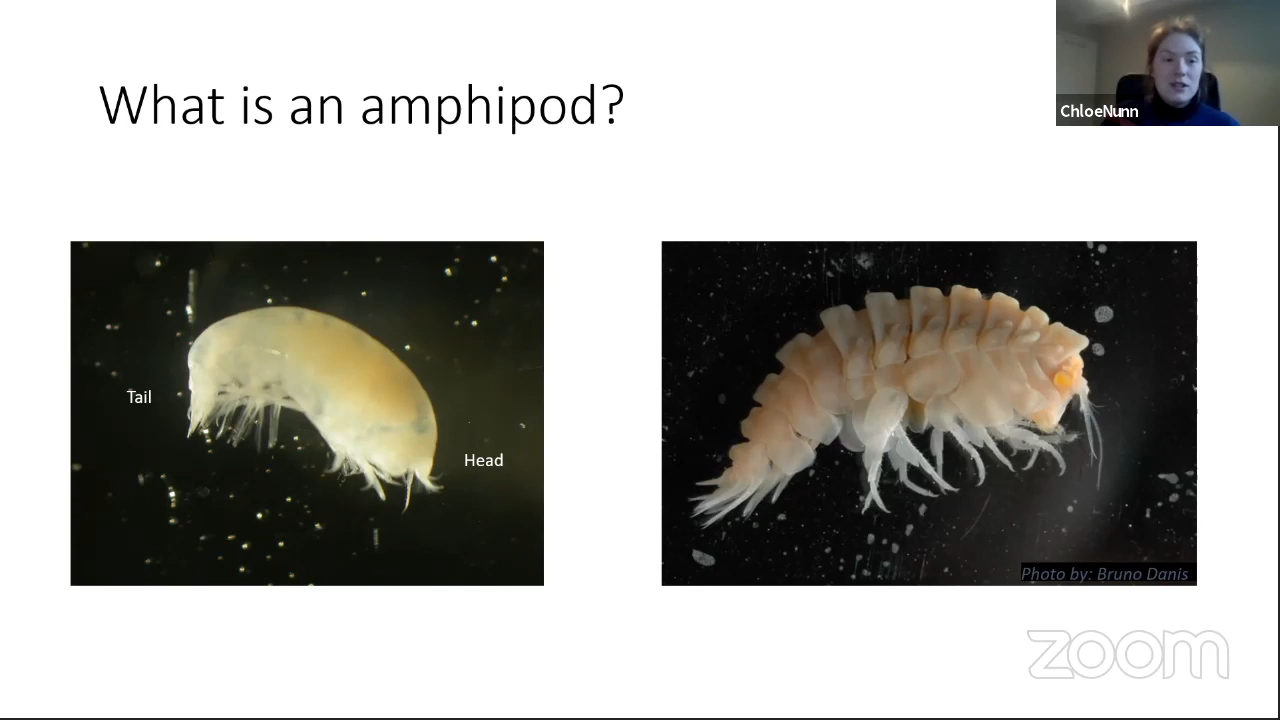 What is an amphipod?
ChloeNunn
Tail
Head
Photo by: Bruno Danis
zoom